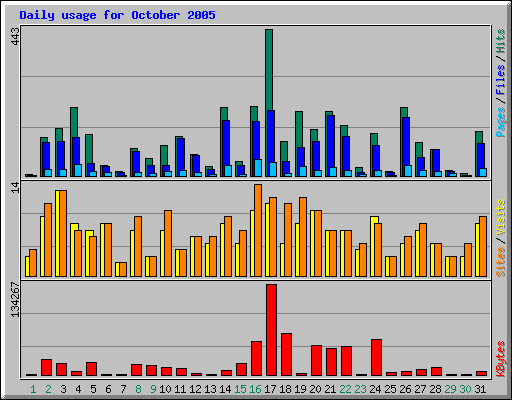 Daily usage for October 2005
443
Pages / Files / Hits
14
Sites / Visits
134267
KBytes
1 2 3 4 5 6 7 8 9 10 11 12 13 14 15 16 17 18 19 20 21 22 23 24 25 26 27 28 29 30 31